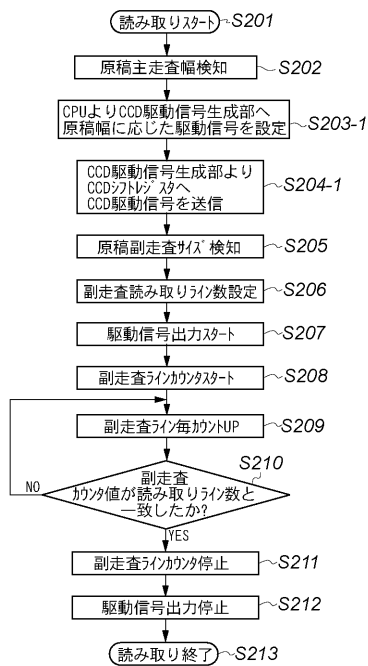 読み取りスタート
S201
原稿主走査幅検知
S202
CPUよりCCD駆動信号生成部へ
原稿幅に応じた駆動信号を設定
S203-1
CCD駆動信号生成部より
CCDｼﾌﾄﾚｼﾞｽﾀへ
CCD駆動信号を送信
S204-1
原稿副走査ｻｲｽﾞ検知
S205
副走査読み取りライン数設定
S206
駆動信号出力スタート
S207
副走査ﾗｲﾝｶｳﾝﾀｽﾀｰﾄ
S208
副走査ﾗｲﾝ毎ｶｳﾝﾄUP
S209
副走査
ｶｳﾝﾀ値が読み取りﾗｲﾝ数と
一致したか?
S210
NO
YES
副走査ﾗｲﾝｶｳﾝﾀ停止
S211
駆動信号出力停止
S212
読み取り終了
S213